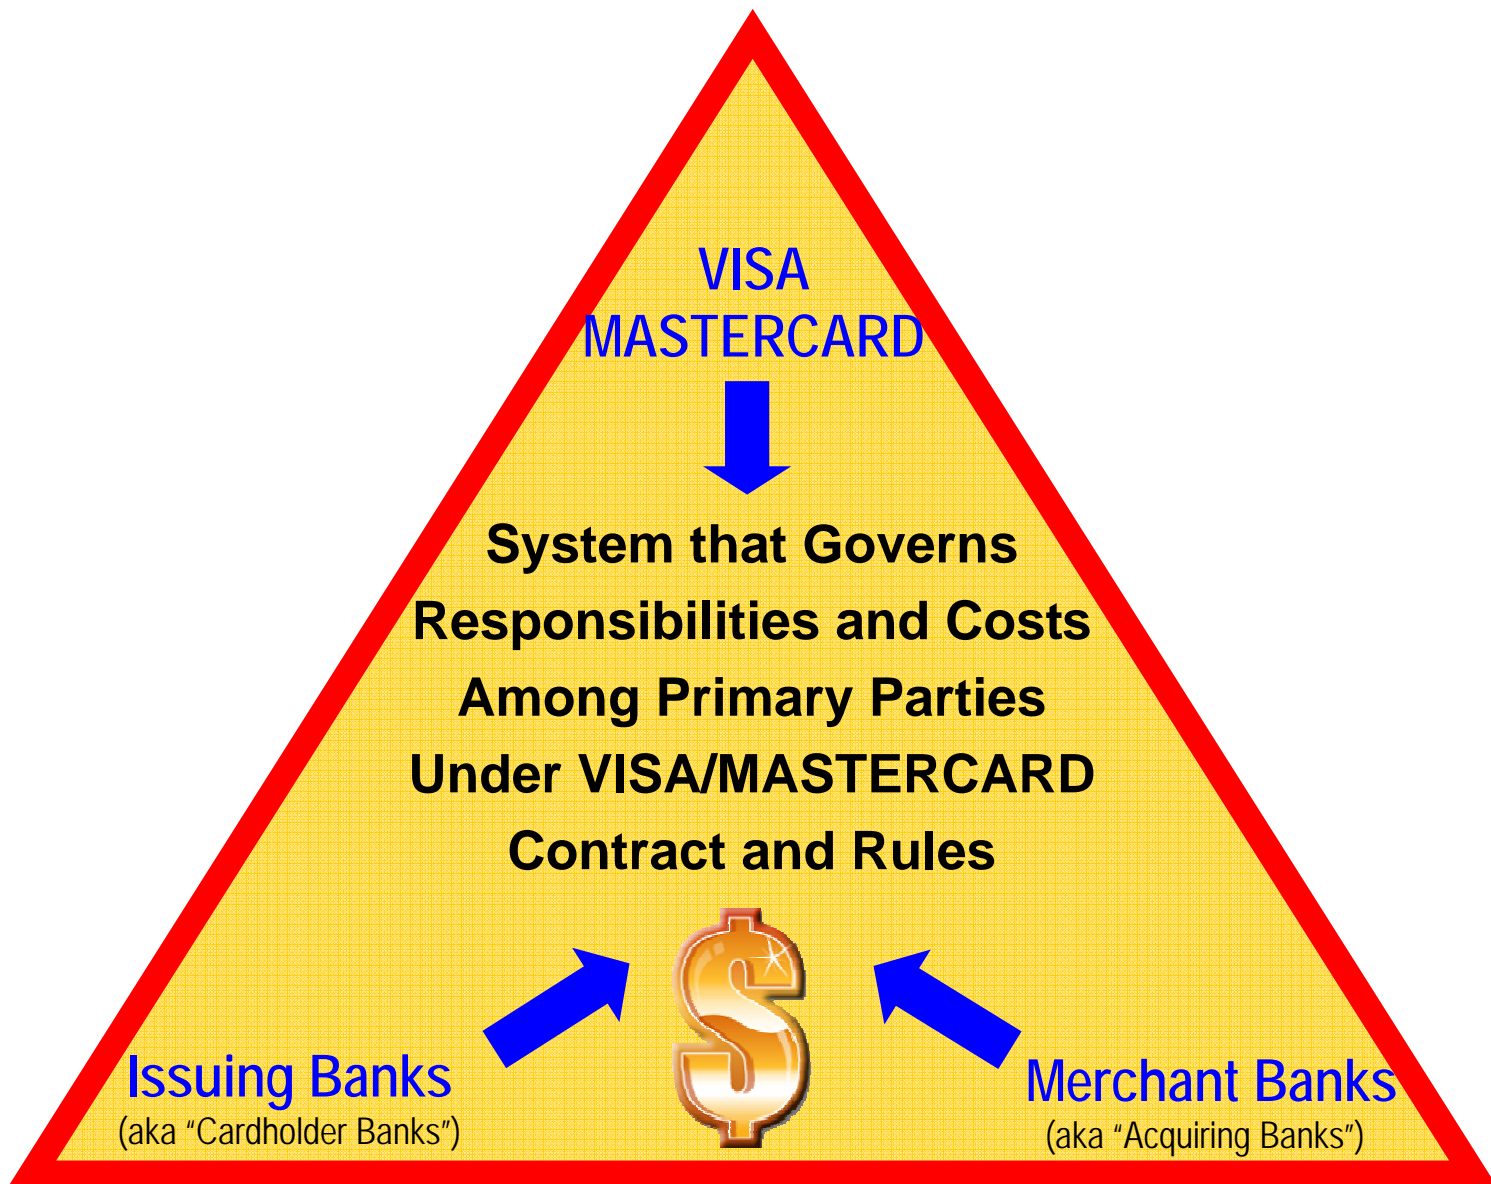 VISA
MASTERCARD
System that Governs
Responsibilities and Costs
Among Primary Parties
Under VISA/MASTERCARD
Contract and Rules
$
Issuing Banks
(aka “Cardholder Banks”)
Merchant Banks
(aka “Acquiring Banks”)